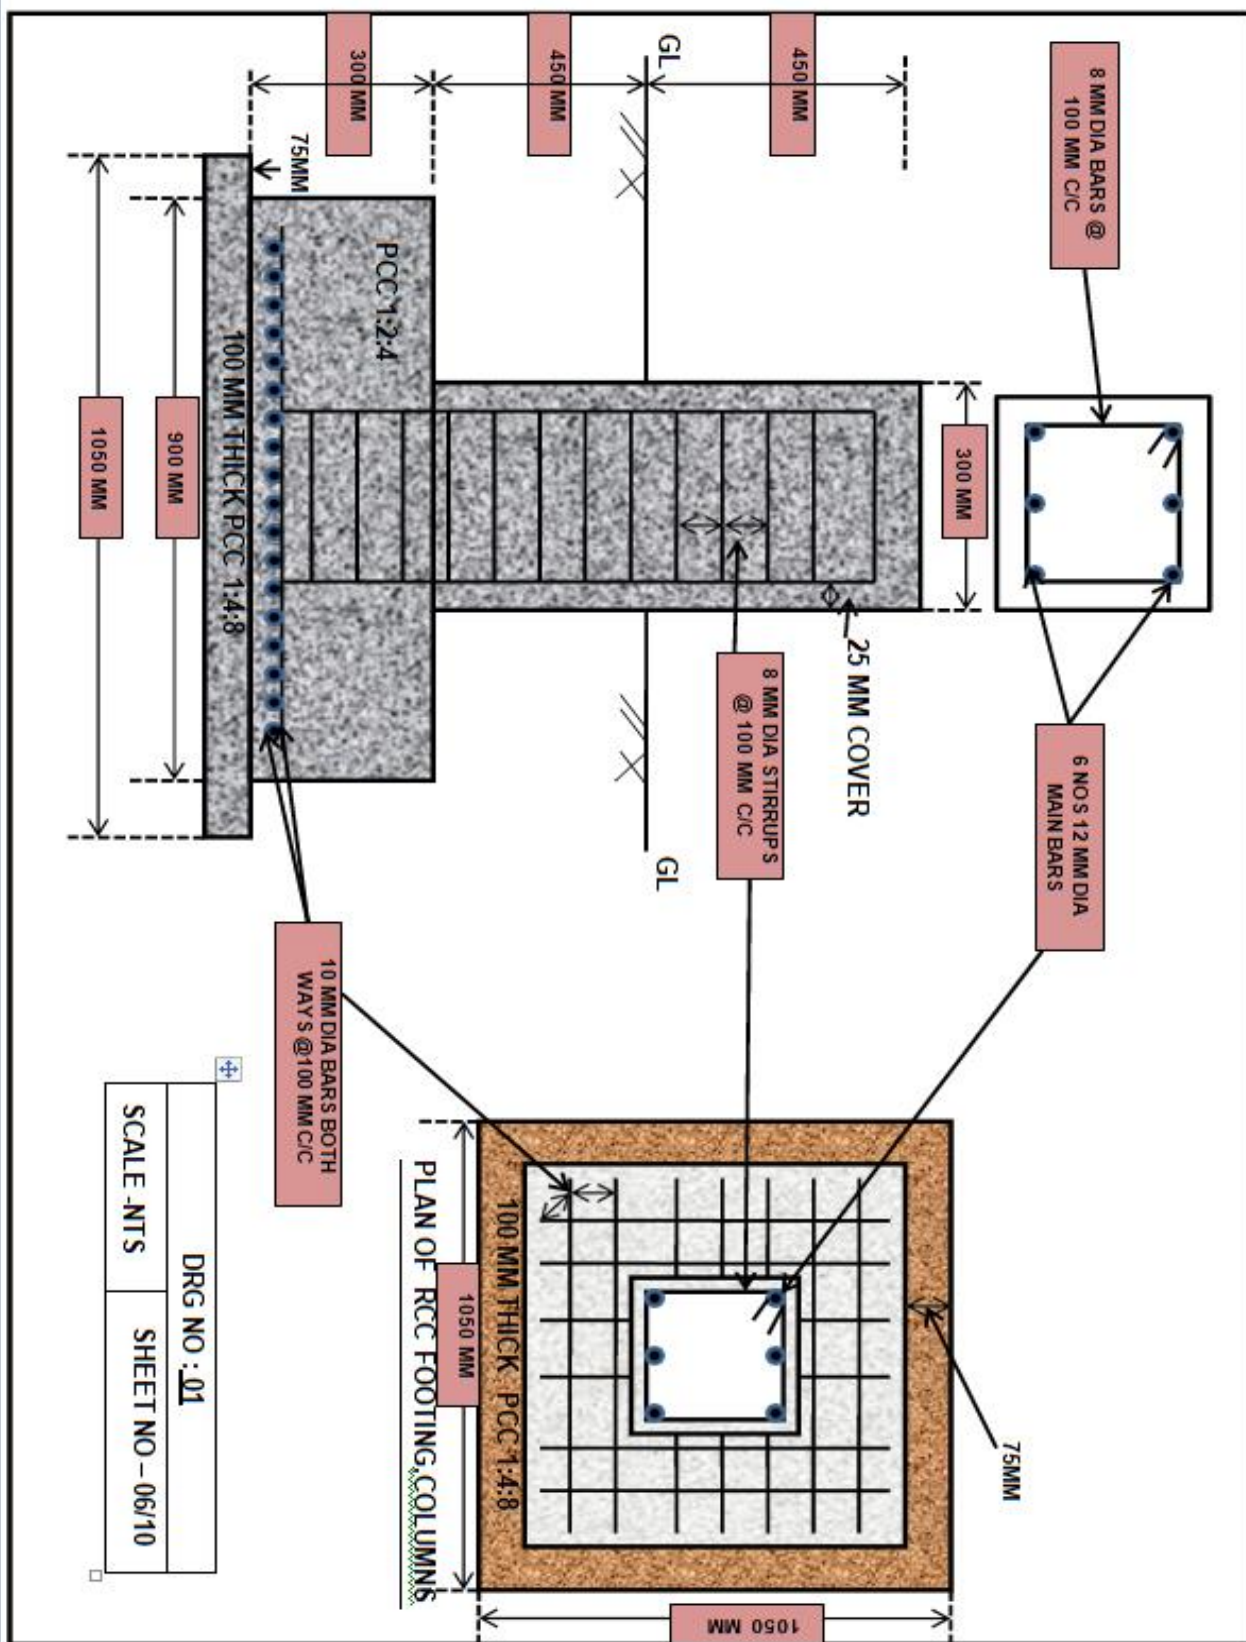 8 MM DIA BARS @
100 MM C/C
6 NOS 12 MM DIA
MAIN BARS
300 MM
450 MM
GL
450 MM
300 MM
75MM
25 MM COVER
8 MM DIA STIRRUPS
@ 100 MM C/C
GL
PCC 1:2:4
100 MM THICK PCC 1:4:8
900 MM
1050 MM
10 MM DIA BARS BOTH
WAYS @100 MM C/C
75MM
1050 MM
100 MM THICK PCC 1:4:8
1050 MM
PLAN OF RCC FOOTING,COLUMNS
DRG NO :01
SCALE -NTS
SHEET NO – 06/10